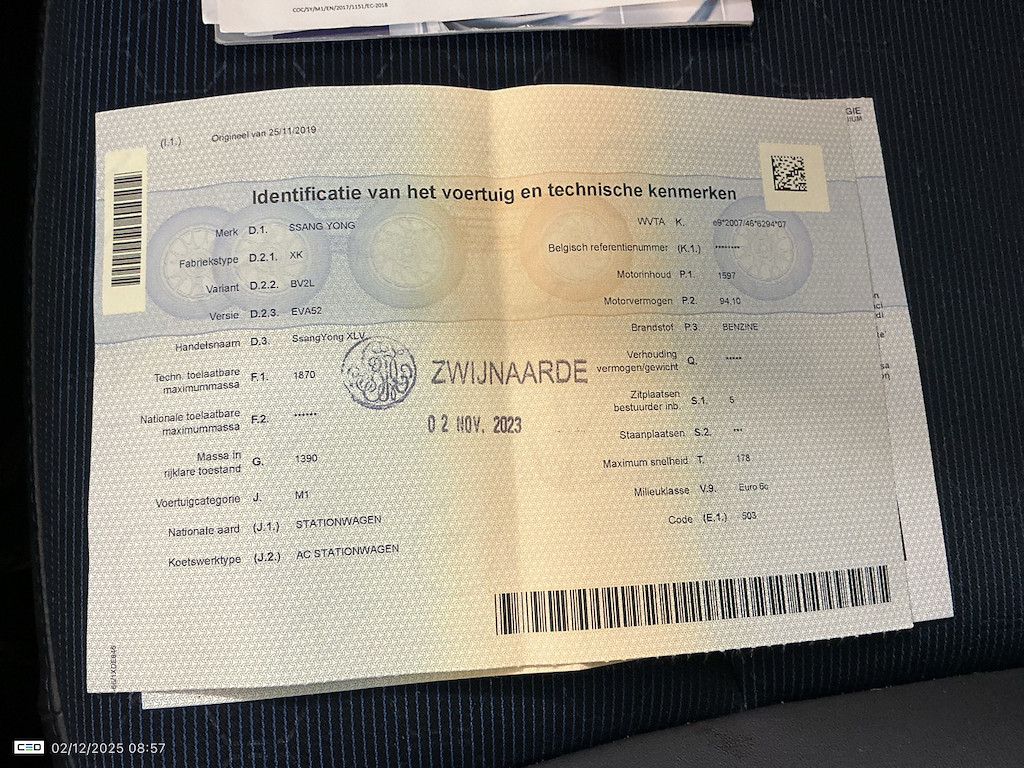 COC/SY/M1/EN/2017/1151/EC-2018
GIE
(I.1.) Origineel van 25/11/2019
Identificatie van het voertuig en technische kenmerken
Merk D.1. SSANG YONG
Fabriekstype D.2.1. XK
Variant D.2.2. BV2L
Versie D.2.3. EVA52
Handelsnaam D.3. SsangYong XLV
Techn. toelaatbare
maximummassa F.1. 1870
Nationale toelaatbare
maximummassa F.2. ******
Massa in
rijklare toestand G. 1390
Voertuigcategorie J. M1
Nationale aard (J.1.) STATIONWAGEN
Koetswerktype (J.2.) AC STATIONWAGEN
ZWIJNAARDE
02 NOV. 2023
WVTA K. e9*2007/46*6294*07
Belgisch referentienummer (K.1.) ********
Motorinhoud P.1. 1597
Motorvermogen P.2. 94,10
Brandstof P.3. BENZINE
Verhouding
vermogen/gewicht Q. *****
Zitplaatsen
bestuurder inb. S.1. 5
Staanplaatsen S.2. ***
Maximum snelheid T. 178
Milieuklasse V.9. Euro 6c
Code (E.1.) 503
CEO 02/12/2025 08:57